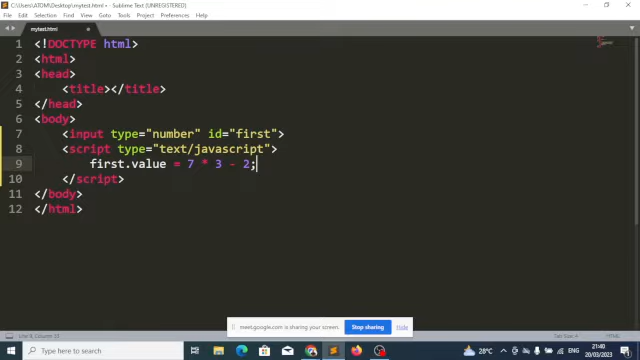 C:\Users\ATOM\Desktop\mytest.html • - Sublime Text (UNREGISTERED)
File Edit Selection Find View Goto Tools Project Preferences Help
mytest.html
1 <!DOCTYPE html>
2 <html>
3 <head>
4 <title></title>
5 </head>
6 <body>
7 <input type="number" id="first">
8 <script type="text/javascript">
9 first.value = 7 * 3 - 2;
10 </script>
11 </body>
12 </html>
meet.google.com is sharing your screen. Stop sharing Hide
Tab Size: 4 HTML
Type here to search
28°C ENG
21:40
20/03/2023